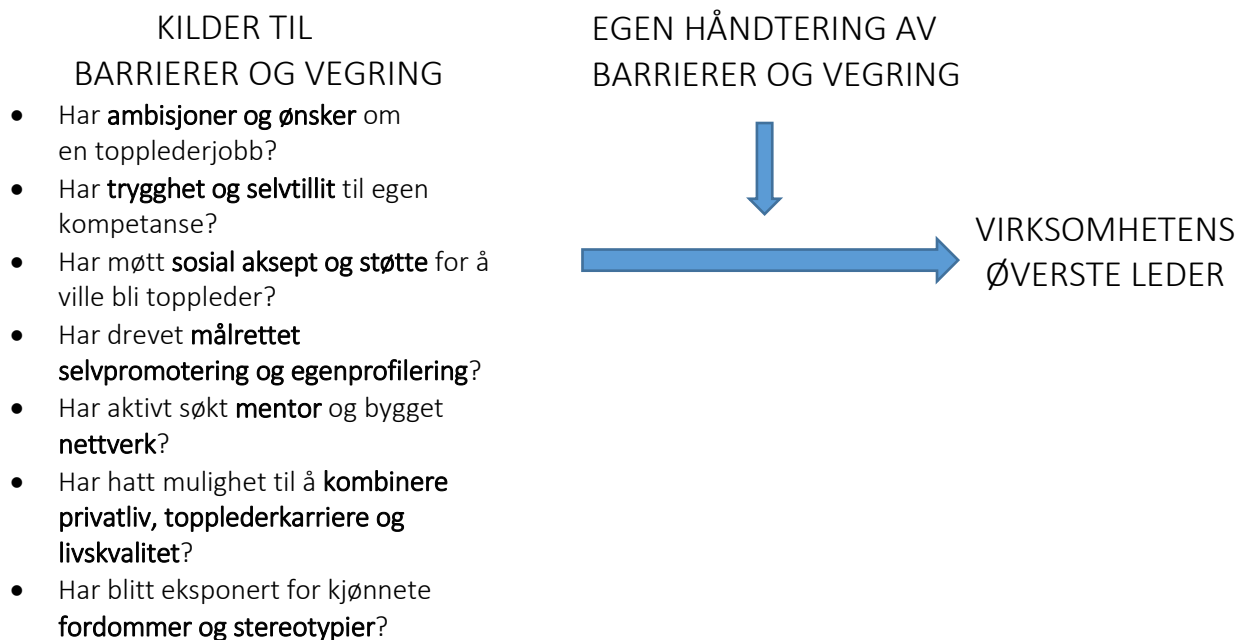 KILDER TIL
BARRIERER OG VEGRING
• Har ambisjoner og ønsker om
en topplederjobb?
• Har trygghet og selvtillit til egen
kompetanse?
• Har møtt sosial aksept og støtte for å
ville bli toppleder?
• Har drevet målrettet
selvpromotering og egenprofilering?
• Har aktivt søkt mentor og bygget
nettverk?
• Har hatt mulighet til å kombinere
privatliv, topplederkarriere og
livskvalitet?
• Har blitt eksponert for kjønnete
fordommer og stereotypier?
EGEN HÅNDTERING AV
BARRIERER OG VEGRING
VIRKSOMHETENS
ØVERSTE LEDER